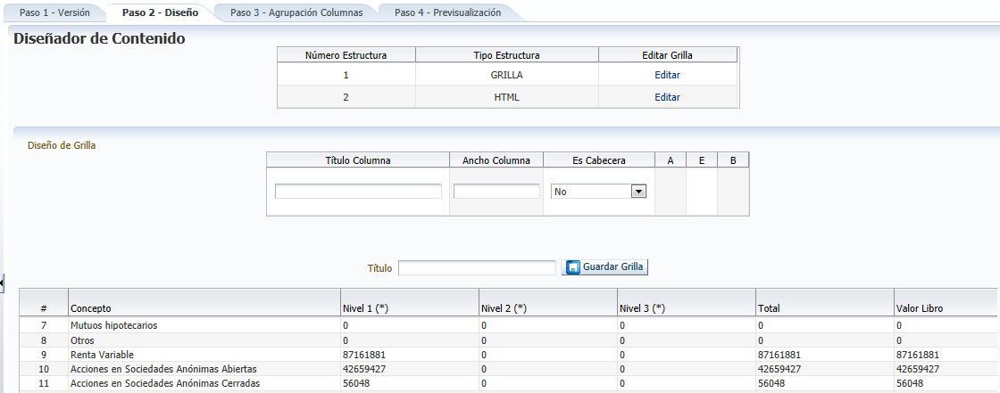 Paso 1 - Versión Paso 2 - Diseño Paso 3 - Agrupación Columnas Paso 4 - Previsualización
Diseñador de Contenido
Número Estructura Tipo Estructura Editar Grilla
1 GRILLA Editar
2 HTML Editar
Diseño de Grilla
Título Columna Ancho Columna Es Cabecera A E B
No
Título Guardar Grilla
# Concepto Nivel 1 (*) Nivel 2 (*) Nivel 3 (*) Total Valor Libro
7 Mutuos hipotecarios 0 0 0 0 0
8 Otros 0 0 0 0 0
9 Renta Variable 87161881 0 0 87161881 87161881
10 Acciones en Sociedades Anónimas Abiertas 42659427 0 0 42659427 42659427
11 Acciones en Sociedades Anónimas Cerradas 56048 0 0 56048 56048